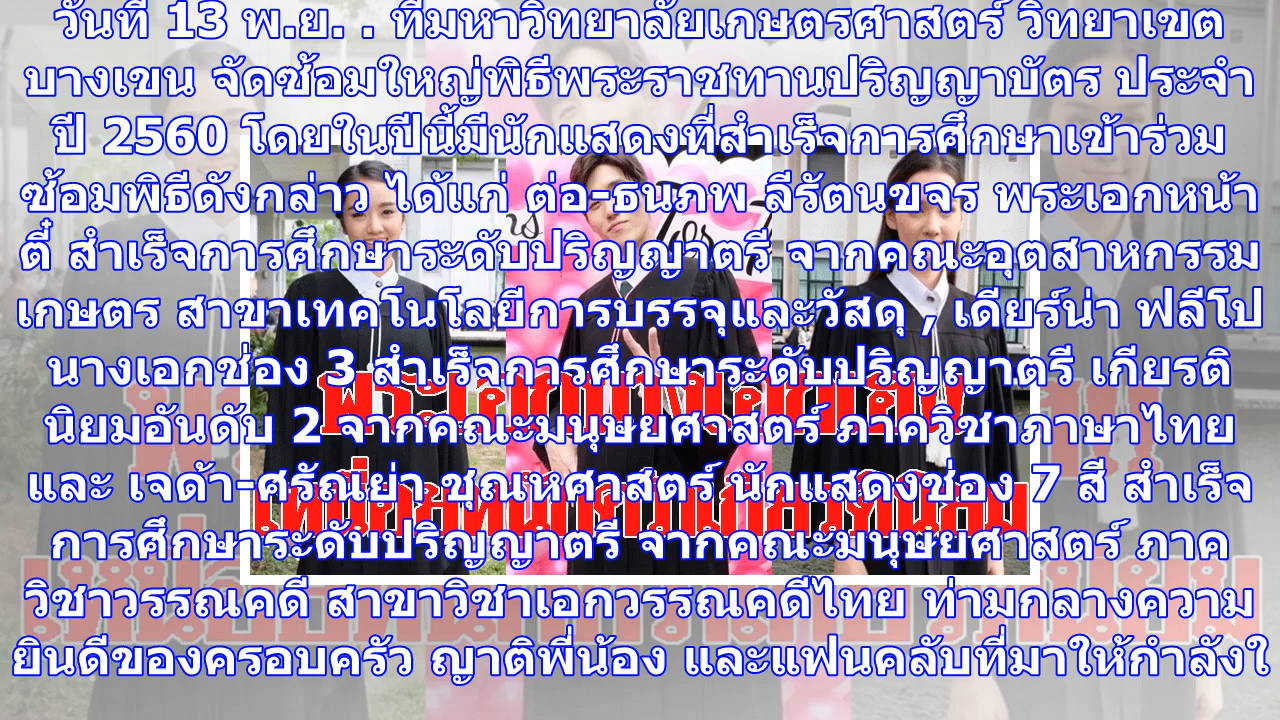 วันที่ 13 พ.ย. . ที่มหาวิทยาลัยเกษตรศาสตร์ วิทยาเขต
บางเขน จัดซ้อมใหญ่พิธีพระราชทานปริญญาบัตร ประจำ
ปี 2560 โดยในปีนี้มีนักแสดงที่สำเร็จการศึกษาเข้าร่วม
ซ้อมพิธีดังกล่าว ได้แก่ ต่อ-ธนภพ ลีรัตนขจร พระเอกหน้า
ตี๋ สำเร็จการศึกษาระดับปริญญาตรี จากคณะอุตสาหกรรม
เกษตร สาขาเทคโนโลยีการบรรจุและวัสดุ , เดียร์น่า ฟลีโป
นางเอกช่อง 3 สำเร็จการศึกษาระดับปริญญาตรี เกียรติ
นิยมอันดับ 2 จากคณะมนุษยศาสตร์ ภาควิชาภาษาไทย
และ เจด้า-ศรัณย่า ชุณหศาสตร์ นักแสดงช่อง 7 สี สำเร็จ
การศึกษาระดับปริญญาตรี จากคณะมนุษยศาสตร์ ภาค
วิชาวรรณคดี สาขาวิชาเอกวรรณคดีไทย ท่ามกลางความ
ยินดีของครอบครัว ญาติพี่น้อง และแฟนคลับที่มาให้กำลังใ